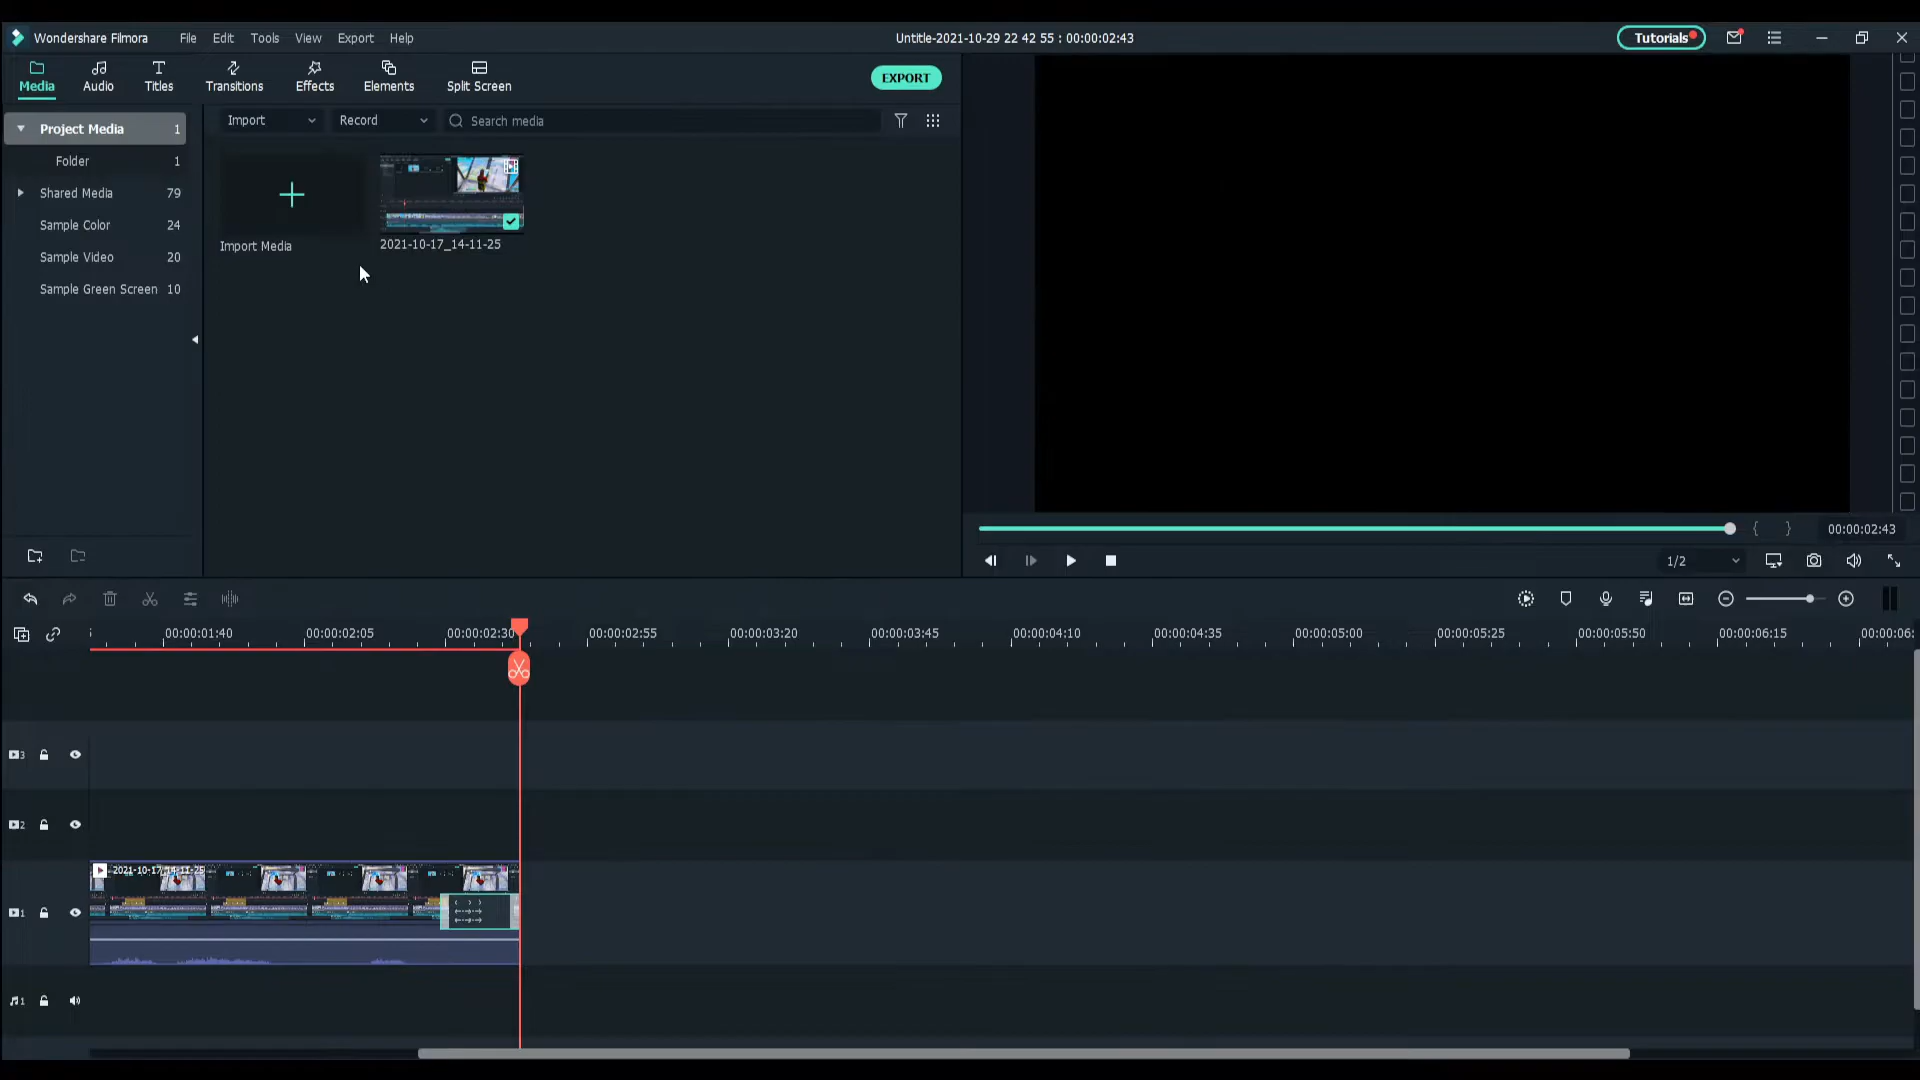 Wondershare Filmora File Edit Tools View Export Help Untitle-2021-10-29 22 42 55 : 00:00:02:43 Tutorials
Media Audio Titles Transitions Effects Elements Split Screen EXPORT
Project Media 1
Folder 1
Shared Media 79
Sample Color 24
Sample Video 20
Sample Green Screen 10
Import Record Search media
Import Media
2021-10-17_14-11-25
{ } 00:00:02:43
1/2
00:00:01:40 00:00:02:05 00:00:02:30 00:00:02:55 00:00:03:20 00:00:03:45 00:00:04:10 00:00:04:35 00:00:05:00 00:00:05:25 00:00:05:50 00:00:06:15 00:00:06:
3
2
2021-10-17_14-11-25
1
1